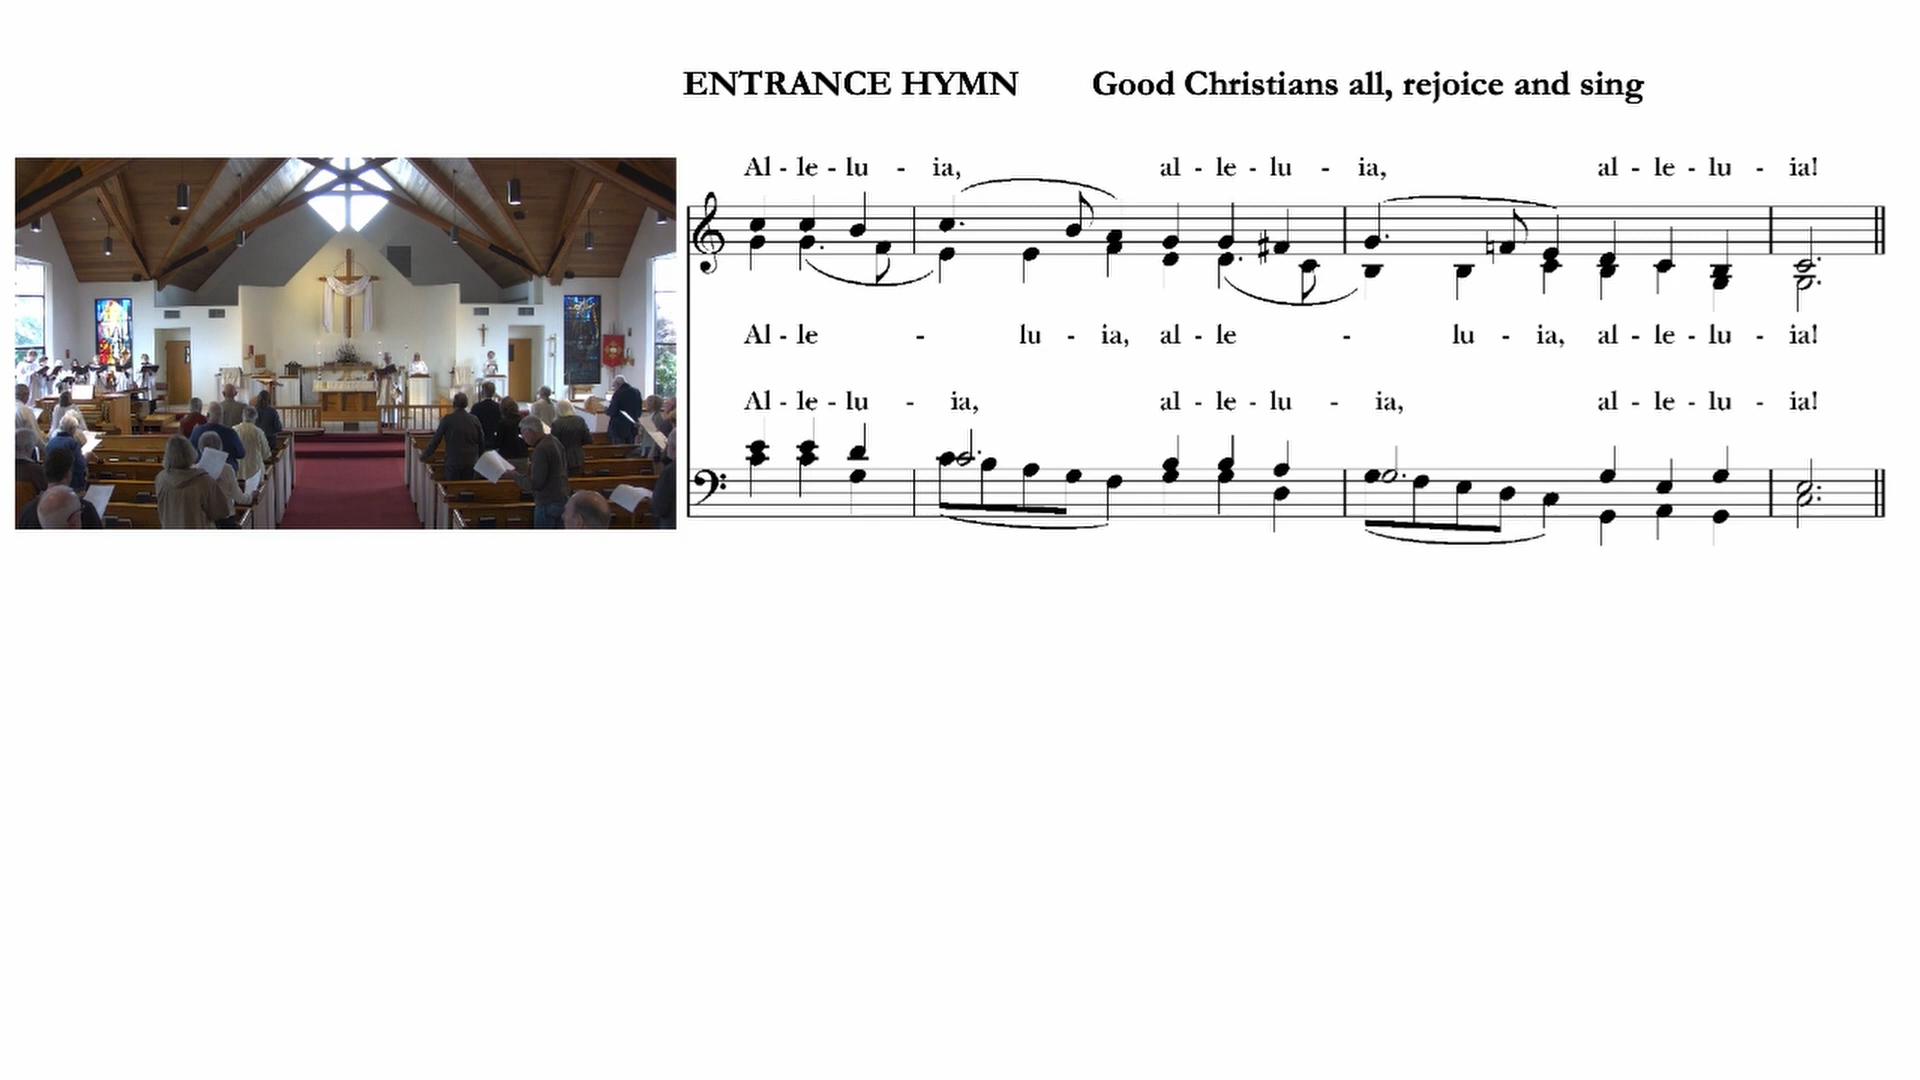 ENTRANCE HYMN Good Christians all, rejoice and sing
Al - le - lu - ia, al - le - lu - ia, al - le - lu - ia!
Al - le - lu - ia, al - le - lu - ia, al - le - lu - ia!
Al - le - lu - ia, al - le - lu - ia, al - le - lu - ia!